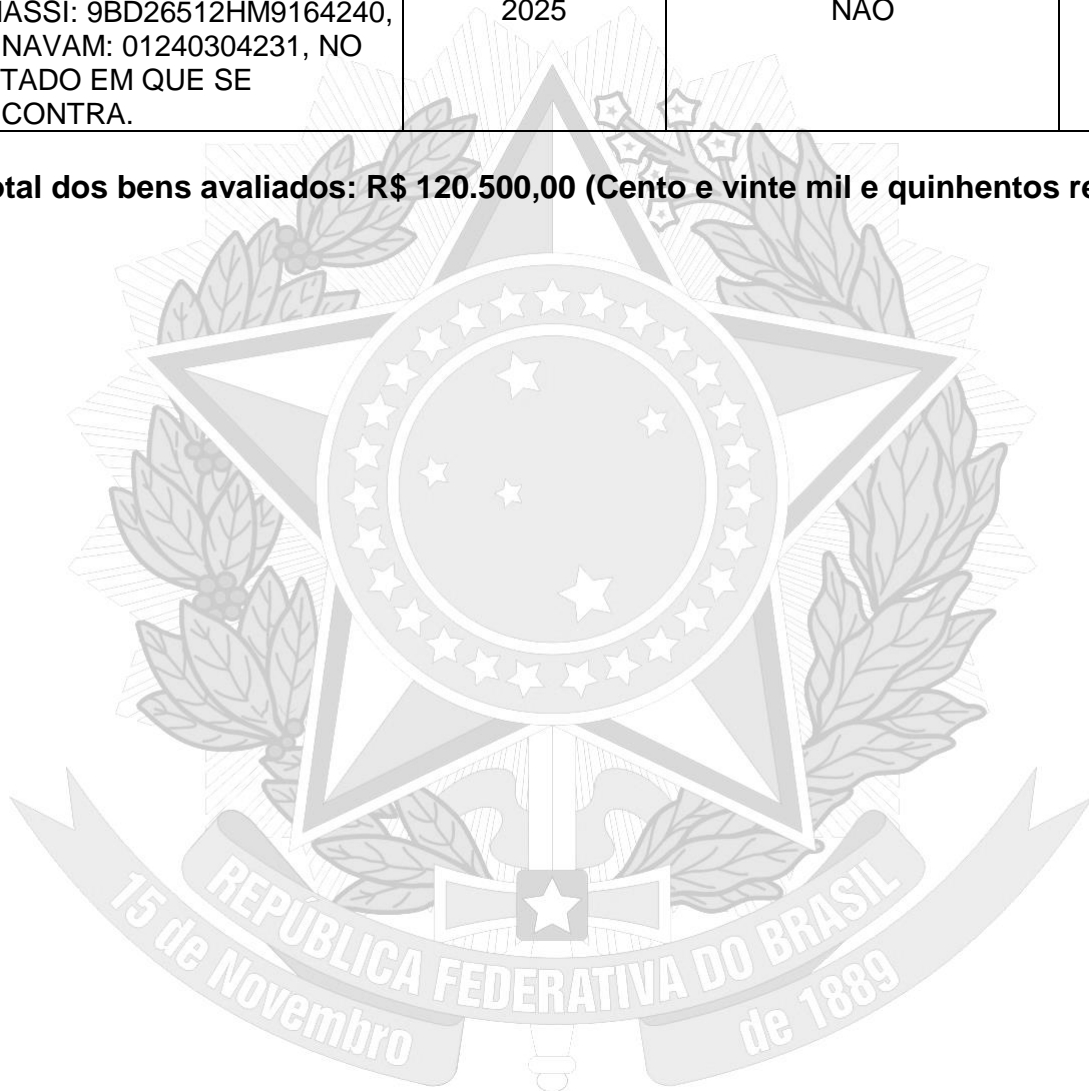 ASSI: 9BD26512HM9164240,
NAVAM: 01240304231, NO
TADO EM QUE SE
CONTRA.
2025
NÃO
otal dos bens avaliados: R$ 120.500,00 (Cento e vinte mil e quinhentos re
REPÚBLICA FEDERATIVA DO BRASIL
15 de Novembro
de 1889